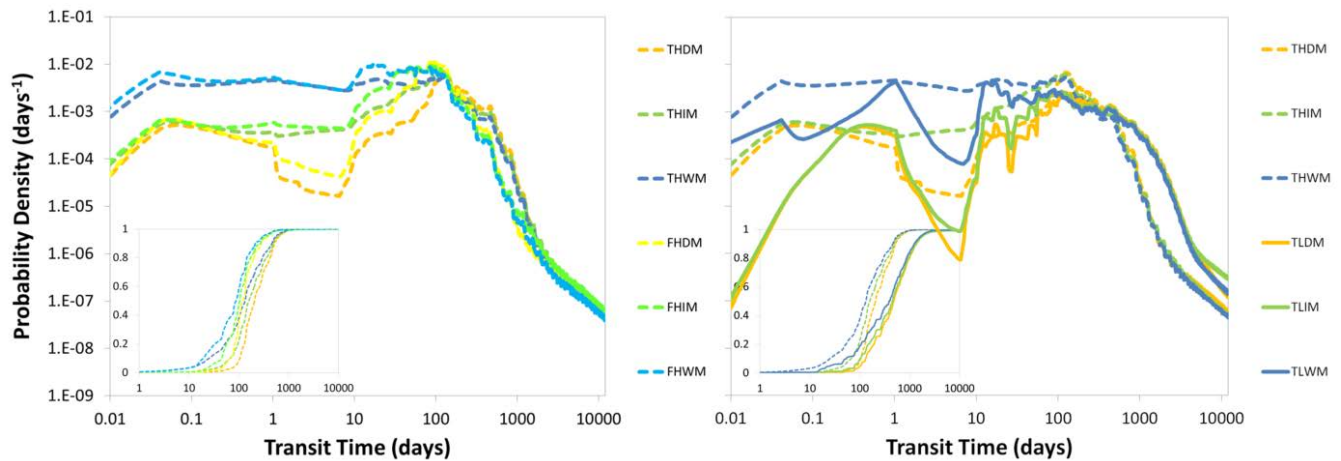 1.E-01
1.E-02
1.E-03
1.E-04
1.E-05
1.E-06
1.E-07
1.E-08
1.E-09
Probability Density (days-1)
0.01 0.1 1 10 100 1000 10000
Transit Time (days)
1
0.8
0.6
0.4
0.2
0
1 10 100 1000 10000
THDM
THIM
THWM
FHDM
FHIM
FHWM
0.01 0.1 1 10 100 1000 10000
Transit Time (days)
1
0.8
0.6
0.4
0.2
0
1 10 100 1000 10000
THDM
THIM
THWM
TLDM
TLIM
TLWM